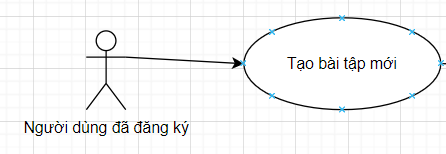 Tạo bài tập mới
Người dùng đã đăng ký